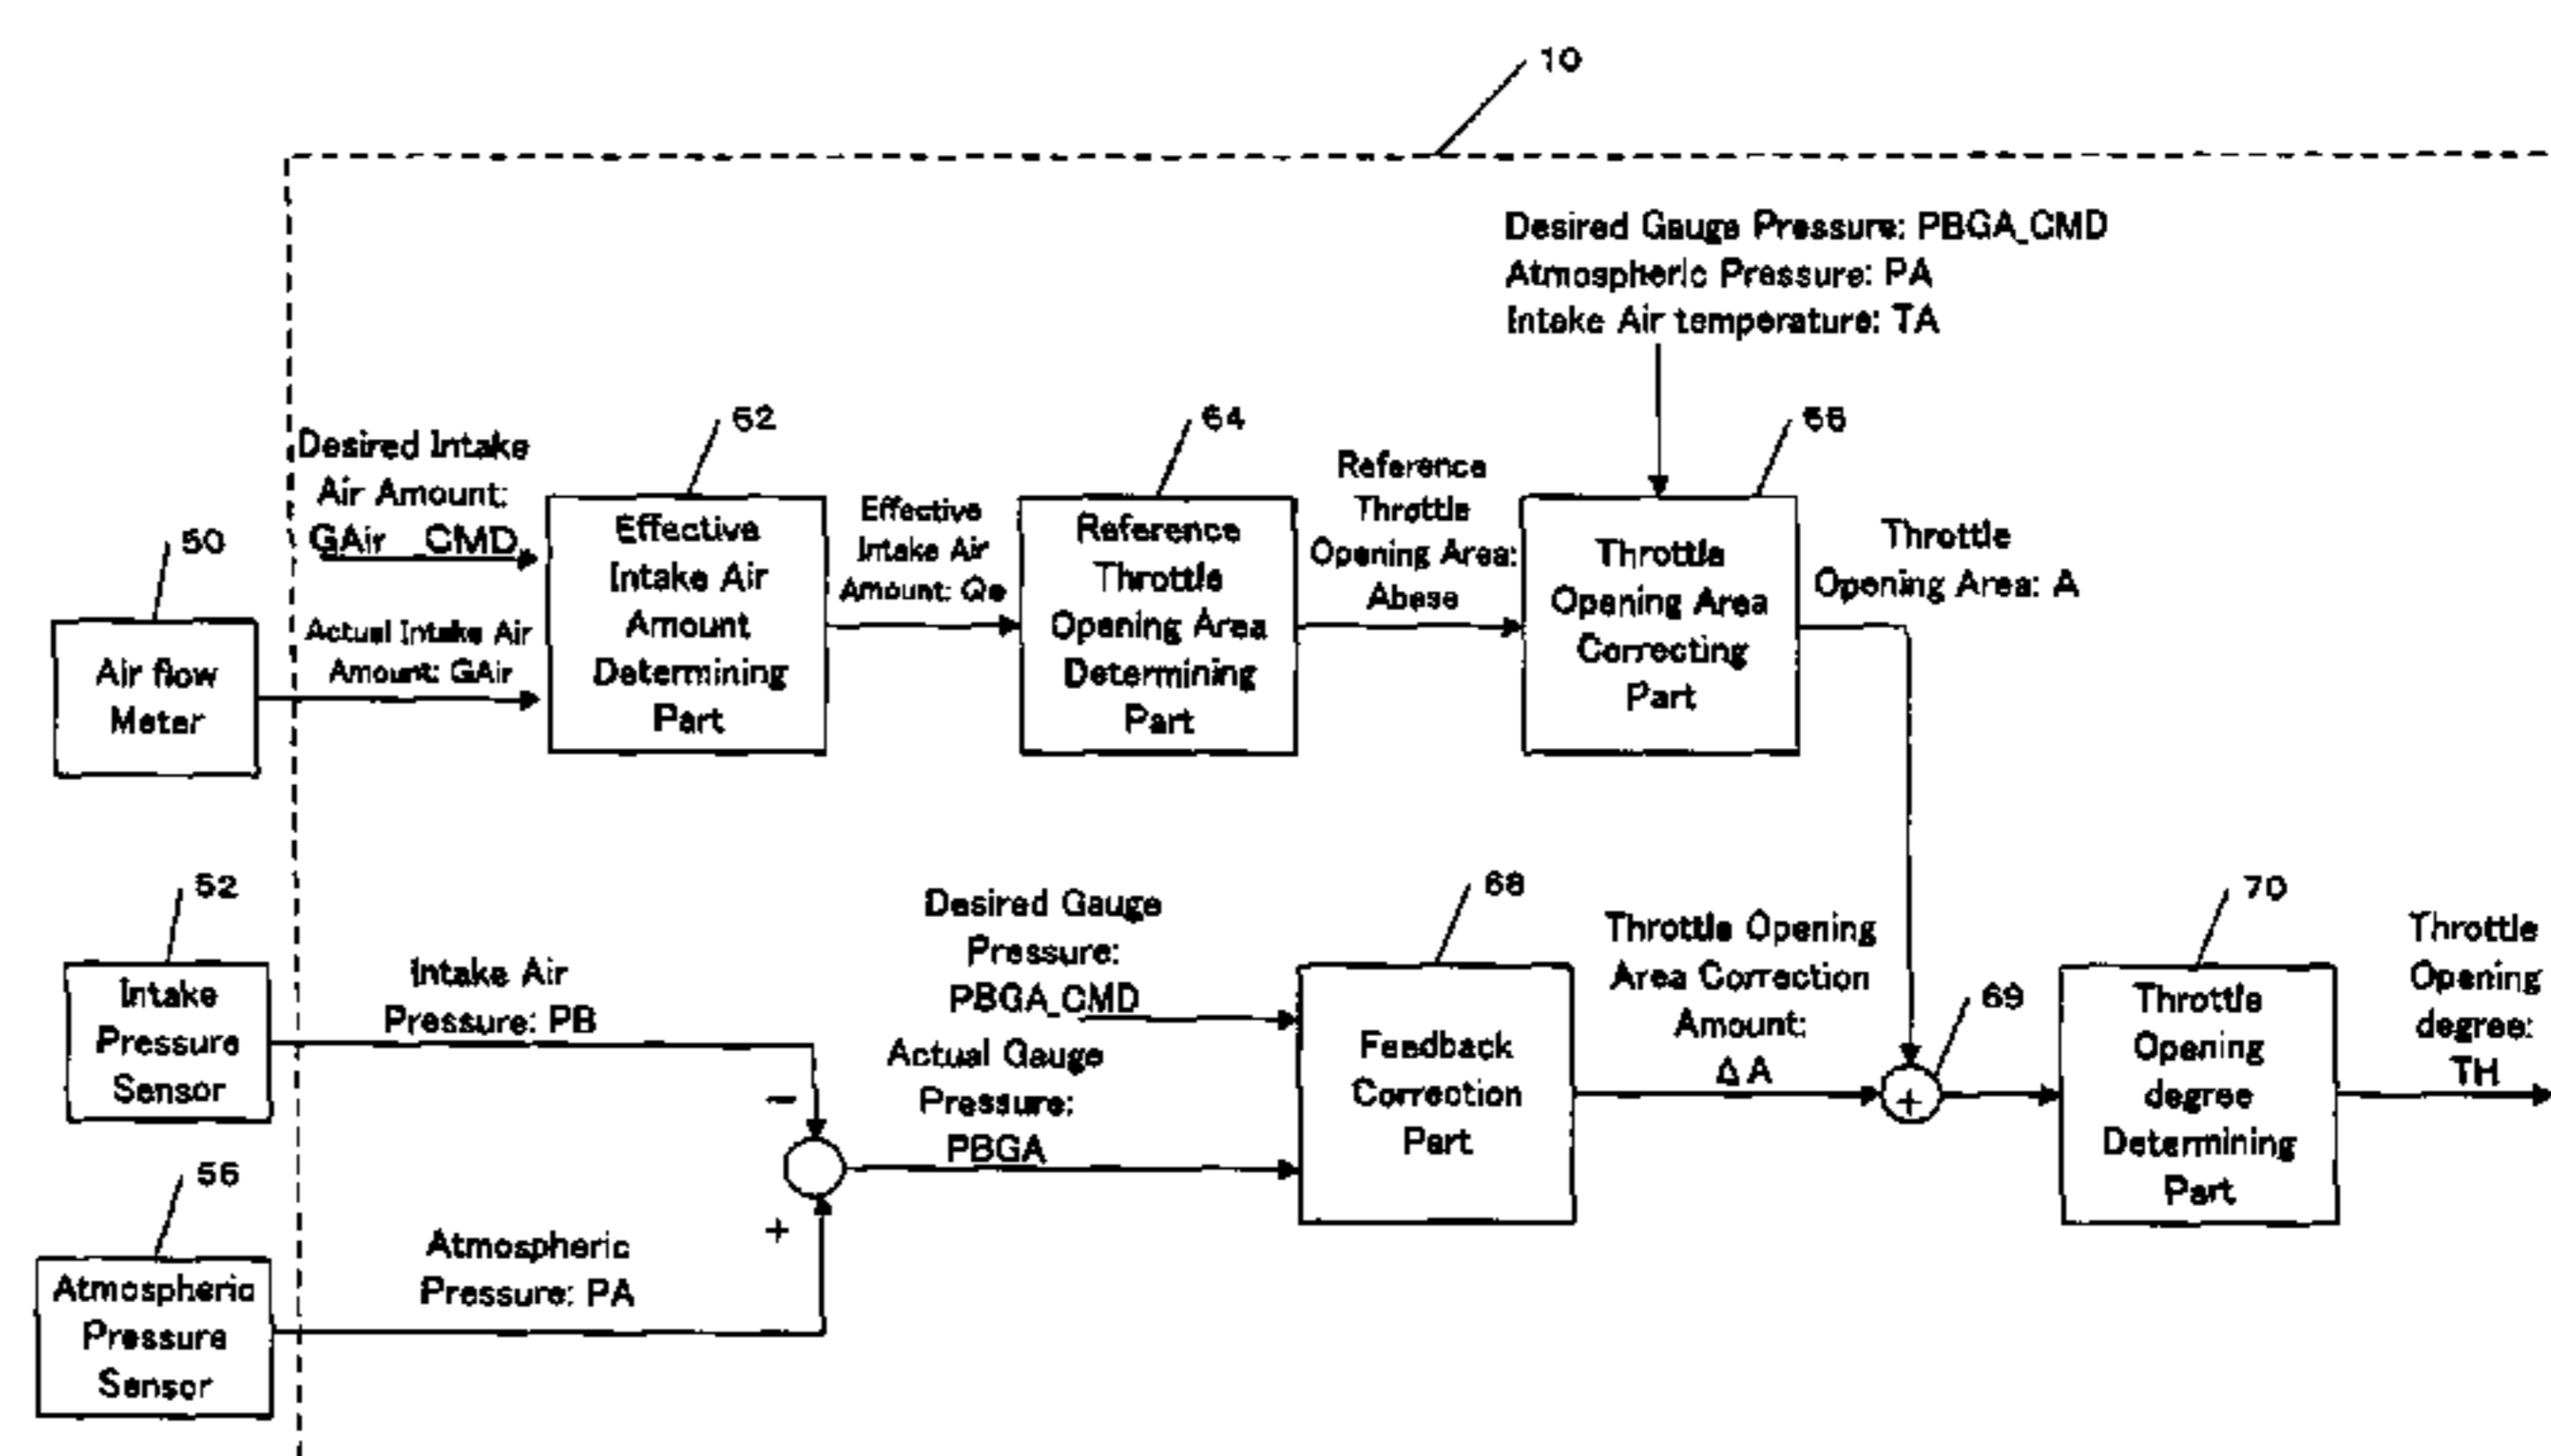 10
Desired Gauge Pressure: PBGA_CMD
Atmospheric Pressure: PA
Intake Air temperature: TA
62
64
66
Desired Intake
Air Amount:
GAir_CMD
Effective
Intake Air
Amount
Determining
Part
Effective
Intake Air
Amount: Qe
Reference
Throttle
Opening Area
Determining
Part
Reference
Throttle
Opening Area:
Abase
Throttle
Opening Area
Correcting
Part
Throttle
Opening Area: A
50
Air flow
Meter
Actual Intake Air
Amount: GAir
52
Intake
Pressure
Sensor
Intake Air
Pressure: PB
−
+
56
Atmospheric
Pressure
Sensor
Atmospheric
Pressure: PA
Desired Gauge
Pressure:
PBGA_CMD
Actual Gauge
Pressure:
PBGA
68
Feedback
Correction
Part
Throttle Opening
Area Correction
Amount:
ΔA
69
+
70
Throttle
Opening
degree
Determining
Part
Throttle
Opening
degree:
TH